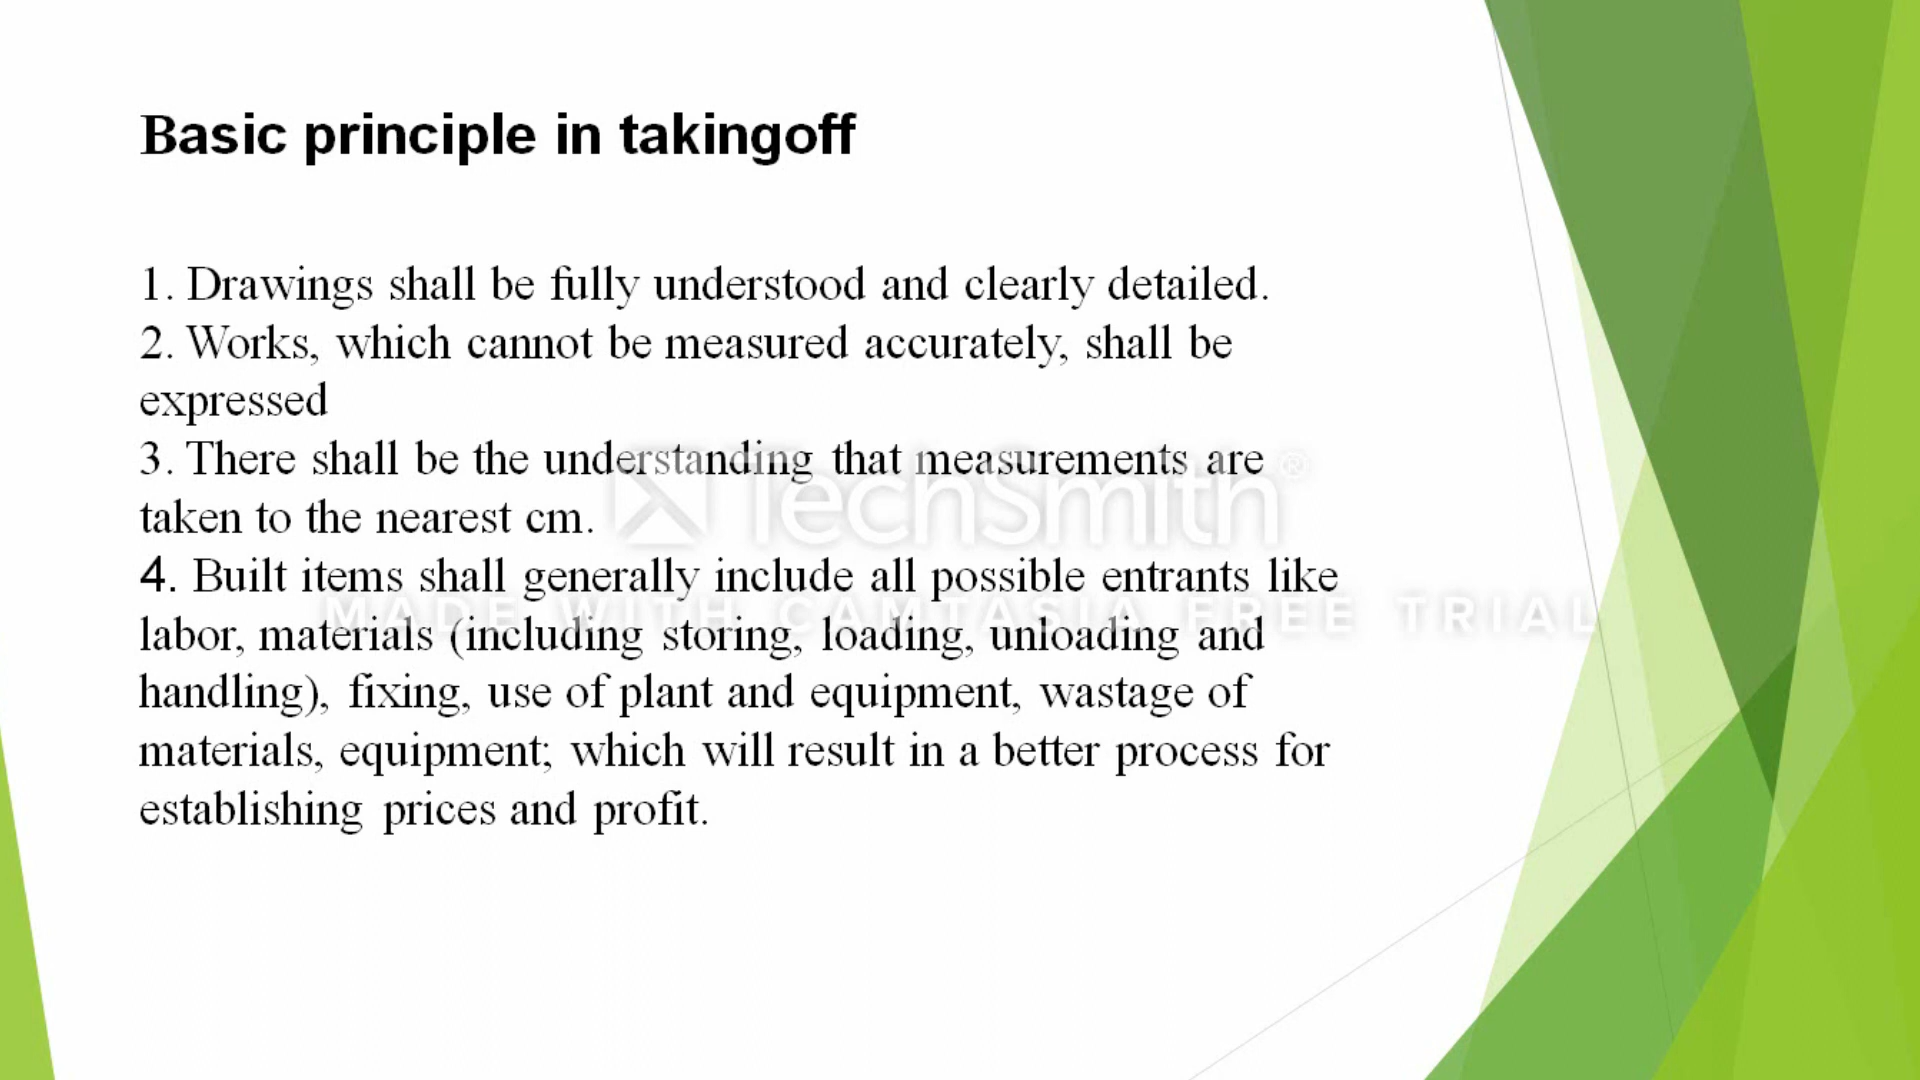 Basic principle in takingoff
1. Drawings shall be fully understood and clearly detailed.
2. Works, which cannot be measured accurately, shall be
expressed
3. There shall be the understanding that measurements are
taken to the nearest cm.
TechSmith®
4. Built items shall generally include all possible entrants like
MADE WITH CAMTASIA FREE TRIAL
labor, materials (including storing, loading, unloading and
handling), fixing, use of plant and equipment, wastage of
materials, equipment; which will result in a better process for
establishing prices and profit.